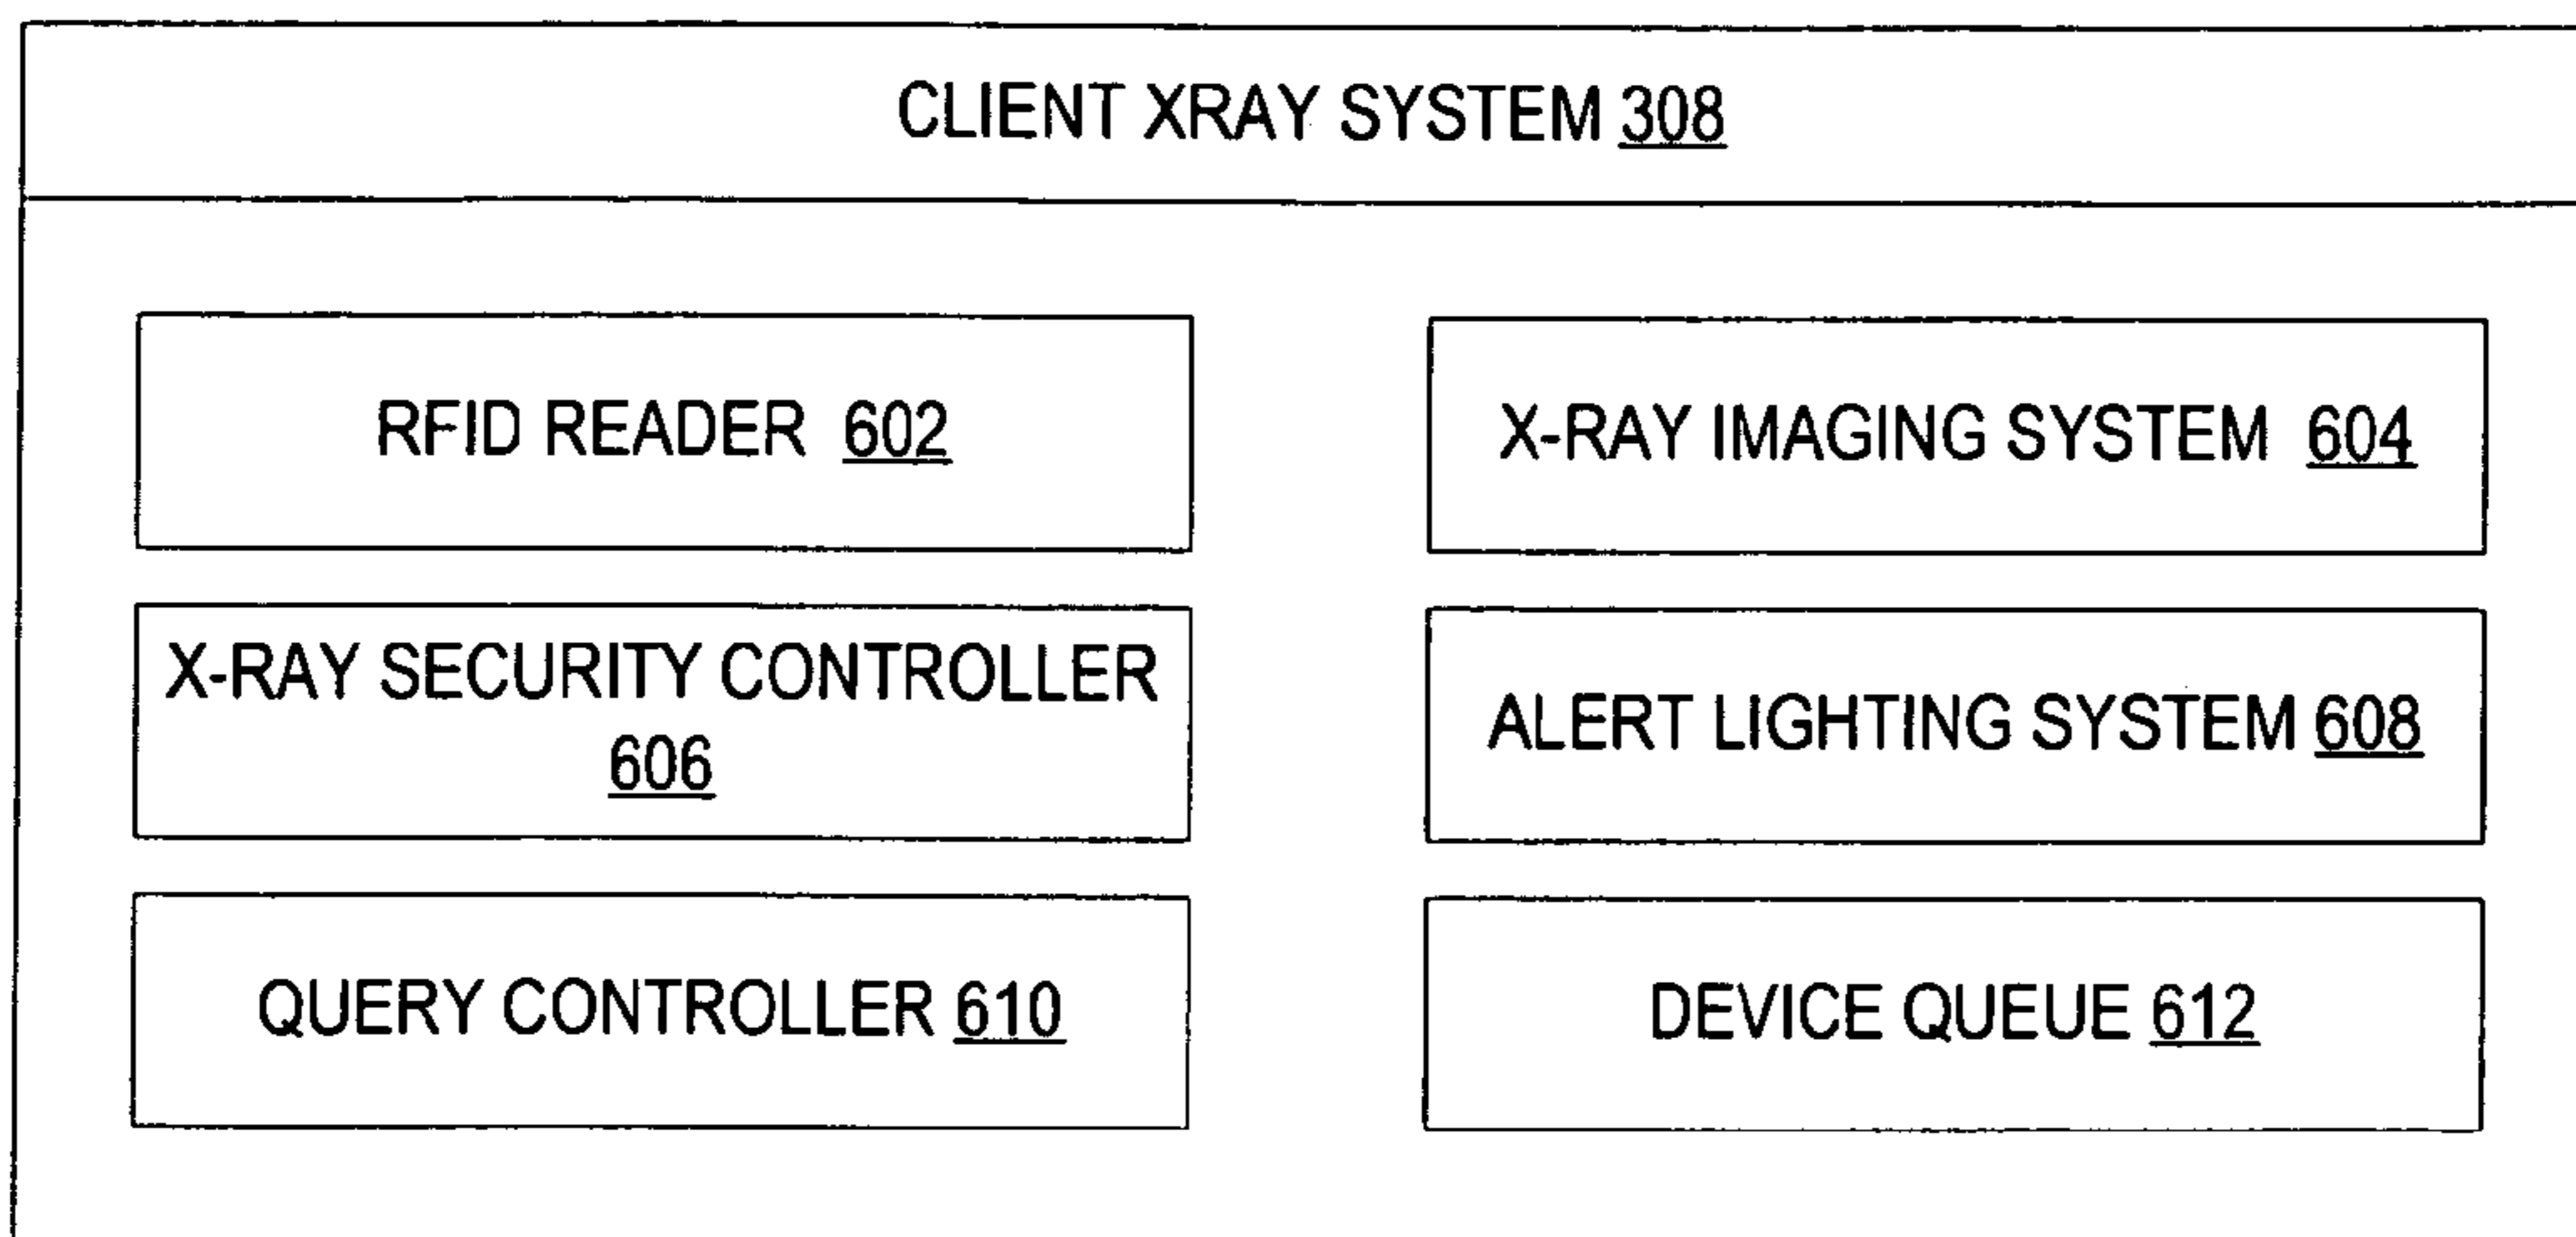 CLIENT XRAY SYSTEM 308
RFID READER 602
X-RAY IMAGING SYSTEM 604
X-RAY SECURITY CONTROLLER
606
ALERT LIGHTING SYSTEM 608
QUERY CONTROLLER 610
DEVICE QUEUE 612